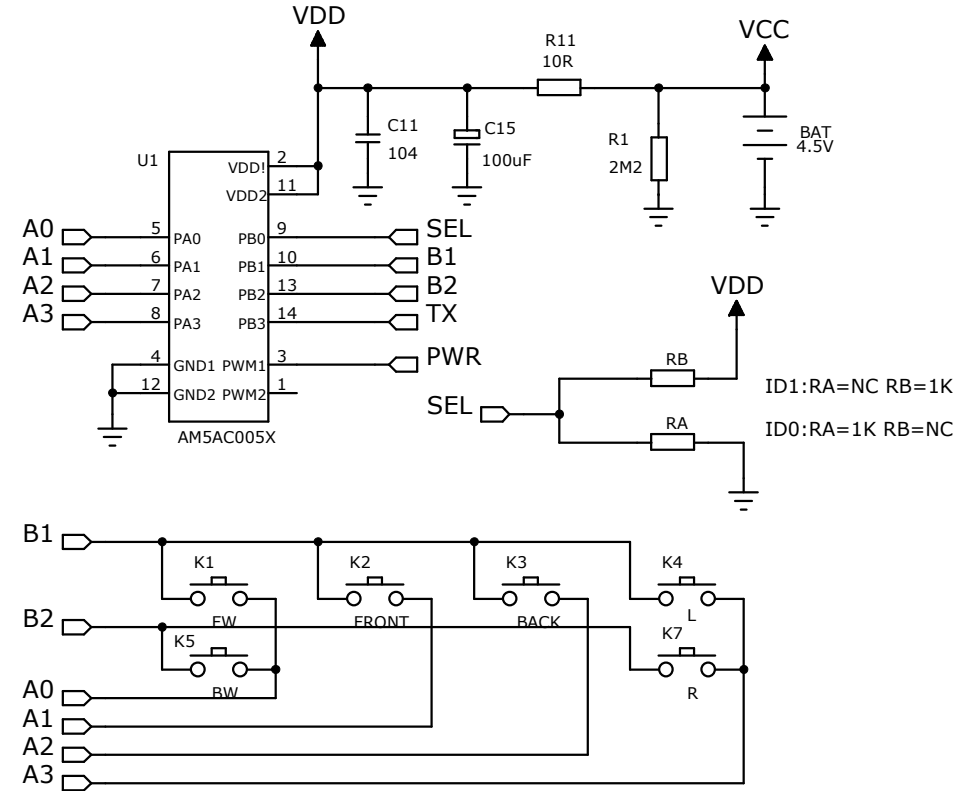 VDD
VCC
R11
10R
C11
104
C15
100uF
R1
2M2
BAT
4.5V
U1
VDD! 2
VDD2 11
A0 5 PA0 PB0 9 SEL
A1 6 PA1 PB1 10 B1
A2 7 PA2 PB2 13 B2
A3 8 PA3 PB3 14 TX
4 GND1 PWM1 3 PWR
12 GND2 PWM2 1
AM5AC005X
VDD
RB
ID1:RA=NC RB=1K
SEL
RA
ID0:RA=1K RB=NC
B1
K1 K2 K3 K4
FW FRONT BACK L
B2
K5 K7
BW R
A0
A1
A2
A3